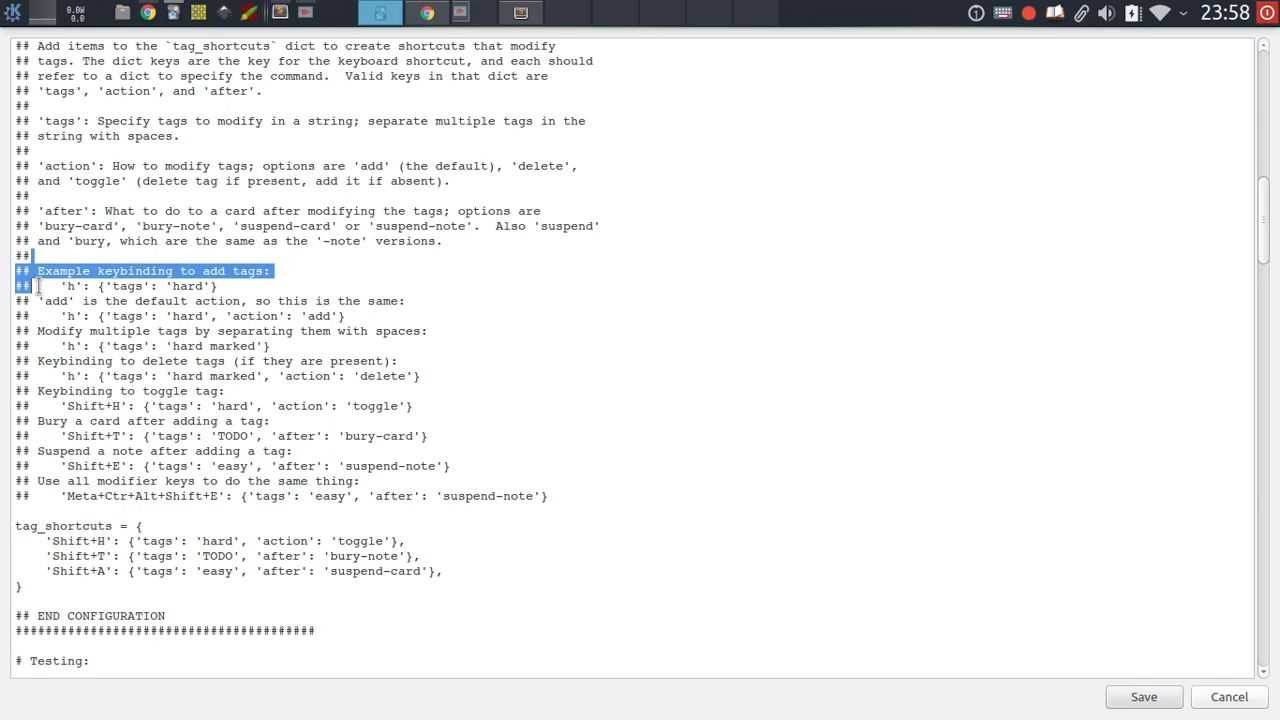 0.0W
0.0
23:58
## Add items to the `tag_shortcuts` dict to create shortcuts that modify
## tags. The dict keys are the key for the keyboard shortcut, and each should
## refer to a dict to specify the command.  Valid keys in that dict are
## 'tags', 'action', and 'after'.
##
## 'tags': Specify tags to modify in a string; separate multiple tags in the
## string with spaces.
##
## 'action': How to modify tags; options are 'add' (the default), 'delete',
## and 'toggle' (delete tag if present, add it if absent).
##
## 'after': What to do to a card after modifying the tags; options are
## 'bury-card', 'bury-note', 'suspend-card' or 'suspend-note'.  Also 'suspend'
## and 'bury, which are the same as the '-note' versions.
##
## Example keybinding to add tags:
##    'h': {'tags': 'hard'}
## 'add' is the default action, so this is the same:
##    'h': {'tags': 'hard, 'action': 'add'}
## Modify multiple tags by separating them with spaces:
##    'h': {'tags': 'hard marked'}
## Keybinding to delete tags (if they are present):
##    'h': {'tags': 'hard marked', 'action': 'delete'}
## Keybinding to toggle tag:
##    'Shift+H': {'tags': 'hard', 'action': 'toggle'}
## Bury a card after adding a tag:
##    'Shift+T': {'tags': 'TODO', 'after': 'bury-card'}
## Suspend a note after adding a tag:
##    'Shift+E': {'tags': 'easy', 'after': 'suspend-note'}
## Use all modifier keys to do the same thing:
##    'Meta+Ctr+Alt+Shift+E': {'tags': 'easy', 'after': 'suspend-note'}
tag_shortcuts = {
    'Shift+H': {'tags': 'hard', 'action': 'toggle'},
    'Shift+T': {'tags': 'TODO', 'after': 'bury-note'},
    'Shift+A': {'tags': 'easy', 'after': 'suspend-card'},
}
## END CONFIGURATION
########################################
# Testing:
Save
Cancel